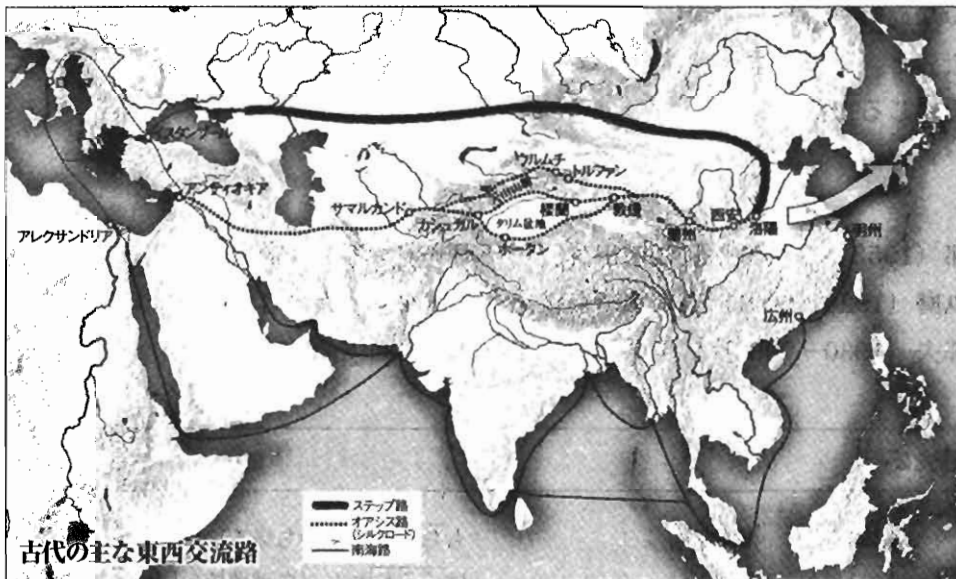 イスタンブール
アンティオキア
アレクサンドリア
サマルカンド
カシュガル
ウルムチ
トルファン
楼蘭
敦煌
タリム盆地
ホータン
蘭州
西安
洛陽
明州
広州
ステップ路
オアシス路
(シルクロード)
南海路
古代の主な東西交流路